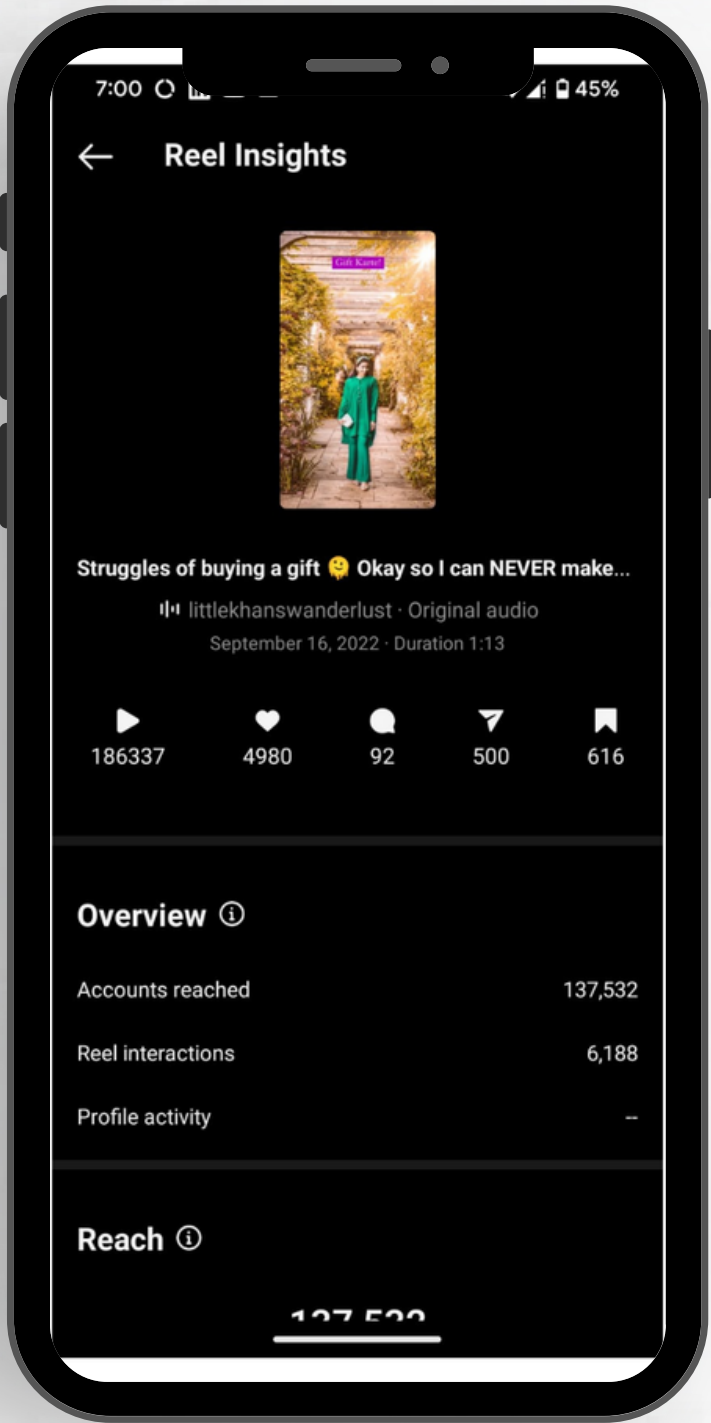 7:00 45%
Reel Insights
Gift Karte!
Struggles of buying a gift 🫠 Okay so I can NEVER make...
littlekhanswanderlust · Original audio
September 16, 2022 · Duration 1:13
186337 4980 92 500 616
Overview
Accounts reached 137,532
Reel interactions 6,188
Profile activity --
Reach
137,532